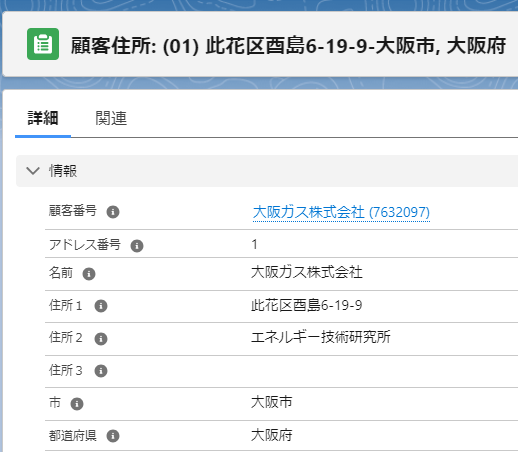 顧客住所: (01) 此花区酉島6-19-9-大阪市, 大阪府
詳細 関連
情報
顧客番号 大阪ガス株式会社 (7632097)
アドレス番号 1
名前 大阪ガス株式会社
住所1 此花区酉島6-19-9
住所2 エネルギー技術研究所
住所3
市 大阪市
都道府県 大阪府